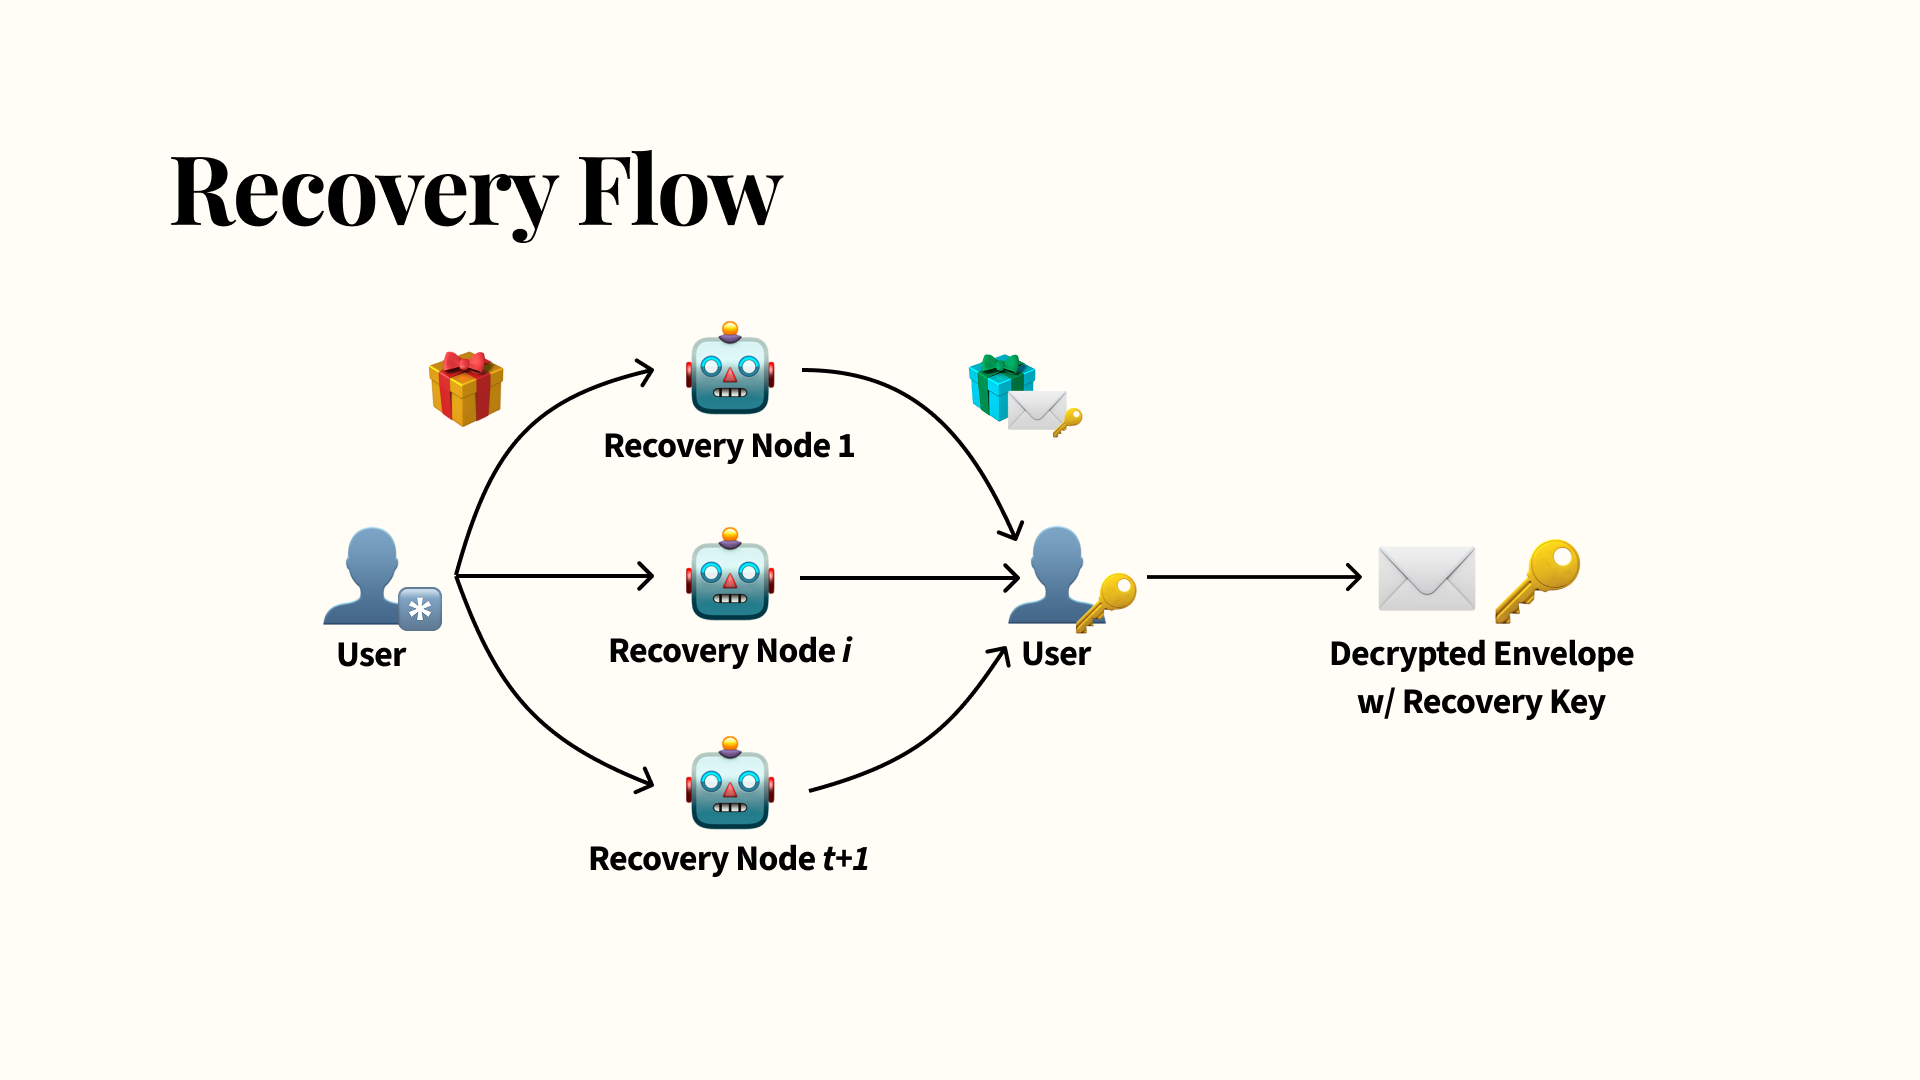 Recovery Flow
Recovery Node 1
User
Recovery Node i
User
Decrypted Envelope
w/ Recovery Key
Recovery Node t+1